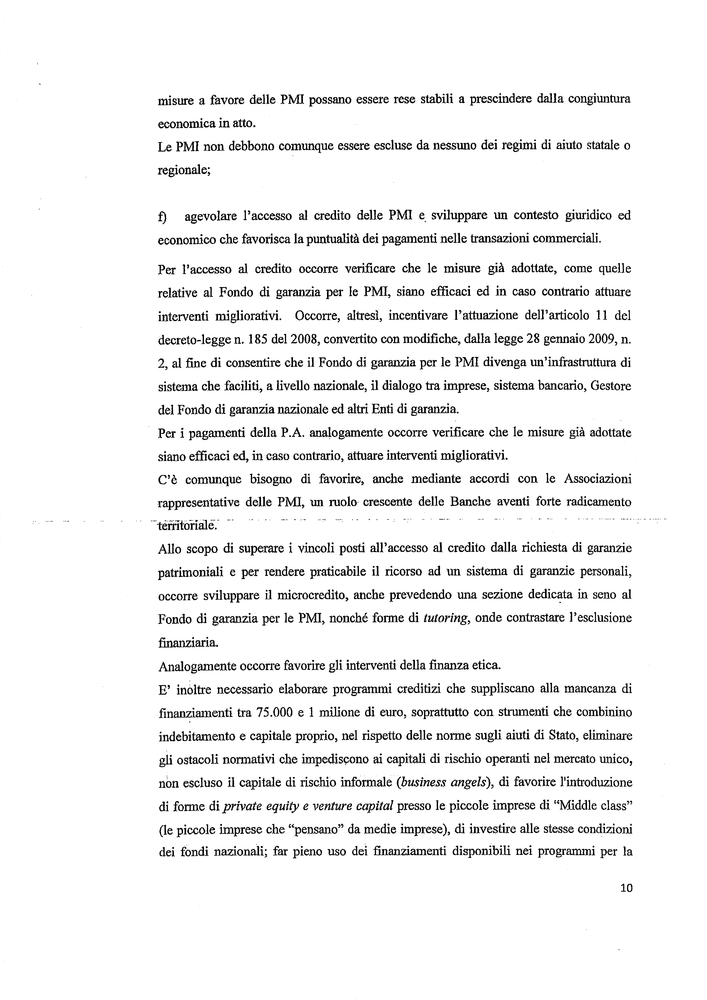 misure a favore delle PMI possano essere rese stabili a prescindere dalla congiuntura
economica in atto.
Le PMI non debbono comunque essere escluse da nessuno dei regimi di aiuto statale o
regionale;
f) agevolare l'accesso al credito delle PMI e sviluppare un contesto giuridico ed
economico che favorisca la puntualità dei pagamenti nelle transazioni commerciali.
Per l'accesso al credito occorre verificare che le misure già adottate, come quelle
relative al Fondo di garanzia per le PMI, siano efficaci ed in caso contrario attuare
interventi migliorativi. Occorre, altresì, incentivare l'attuazione dell'articolo 11 del
decreto-legge n. 185 del 2008, convertito con modifiche, dalla legge 28 gennaio 2009, n.
2, al fine di consentire che il Fondo di garanzia per le PMI divenga un'infrastruttura di
sistema che faciliti, a livello nazionale, il dialogo tra imprese, sistema bancario, Gestore
del Fondo di garanzia nazionale ed altri Enti di garanzia.
Per i pagamenti della P.A. analogamente occorre verificare che le misure già adottate
siano efficaci ed, in caso contrario, attuare interventi migliorativi.
C'è comunque bisogno di favorire, anche mediante accordi con le Associazioni
rappresentative delle PMI, un ruolo crescente delle Banche aventi forte radicamento
territoriale.
Allo scopo di superare i vincoli posti all'accesso al credito dalla richiesta di garanzie
patrimoniali e per rendere praticabile il ricorso ad un sistema di garanzie personali,
occorre sviluppare il microcredito, anche prevedendo una sezione dedicata in seno al
Fondo di garanzia per le PMI, nonché forme di tutoring, onde contrastare l'esclusione
finanziaria.
Analogamente occorre favorire gli interventi della finanza etica.
E' inoltre necessario elaborare programmi creditizi che suppliscano alla mancanza di
finanziamenti tra 75.000 e 1 milione di euro, soprattutto con strumenti che combinino
indebitamento e capitale proprio, nel rispetto delle norme sugli aiuti di Stato, eliminare
gli ostacoli normativi che impediscono ai capitali di rischio operanti nel mercato unico,
non escluso il capitale di rischio informale (business angels), di favorire l'introduzione
di forme di private equity e venture capital presso le piccole imprese di “Middle class”
(le piccole imprese che “pensano” da medie imprese), di investire alle stesse condizioni
dei fondi nazionali; far pieno uso dei finanziamenti disponibili nei programmi per la
10